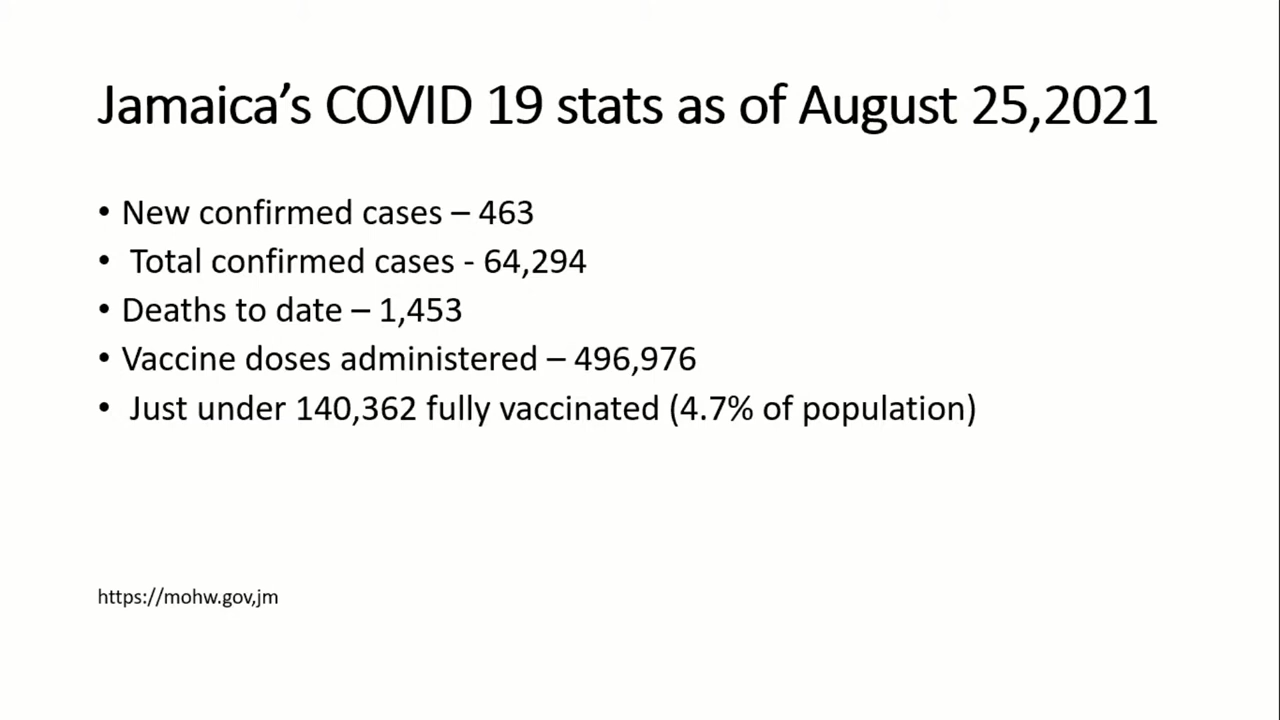 Jamaica’s COVID 19 stats as of August 25,2021
• New confirmed cases – 463
• Total confirmed cases - 64,294
• Deaths to date – 1,453
• Vaccine doses administered – 496,976
• Just under 140,362 fully vaccinated (4.7% of population)
https://mohw.gov,jm